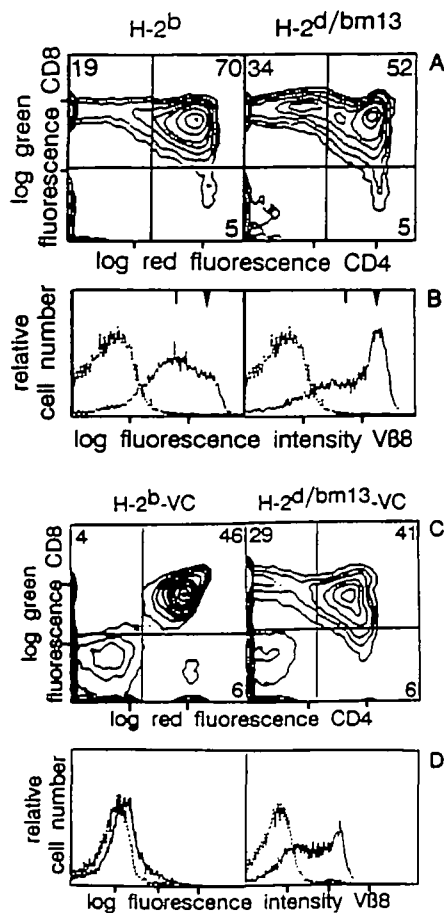 H-2b H-2d/bm13
A
19 70 34 52
log green
fluorescence CD8
5 5
log red fluorescence CD4
B
relative
cell number
log fluorescence intensity Vß8
H-2b-VC H-2d/bm13-VC
C
4 46 29 41
log green
fluorescence CD8
6 6
log red fluorescence CD4
D
relative
cell number
log fluorescence intensity Vß8